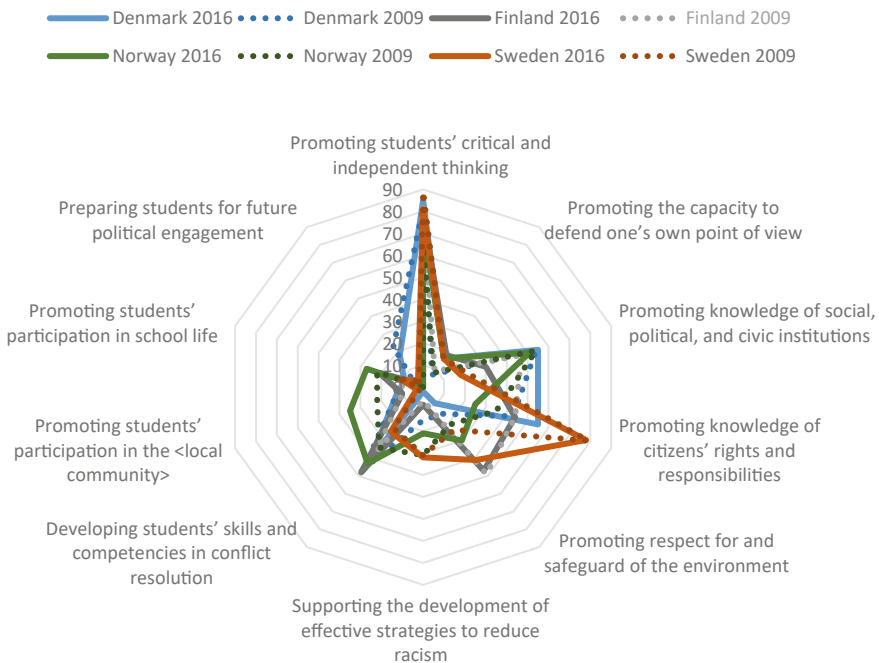 Denmark 2016 Denmark 2009 Finland 2016 Finland 2009
Norway 2016 Norway 2009 Sweden 2016 Sweden 2009
Promoting students’ critical and
independent thinking
Promoting the capacity to
defend one’s own point of view
Promoting knowledge of social,
political, and civic institutions
Promoting knowledge of
citizens’ rights and
responsibilities
Promoting respect for and
safeguard of the environment
Supporting the development of
effective strategies to reduce
racism
Developing students’ skills and
competencies in conflict
resolution
Promoting students’
participation in the <local
community>
Promoting students’
participation in school life
Preparing students for future
political engagement
90
80
70
60
50
40
30
20
10
0